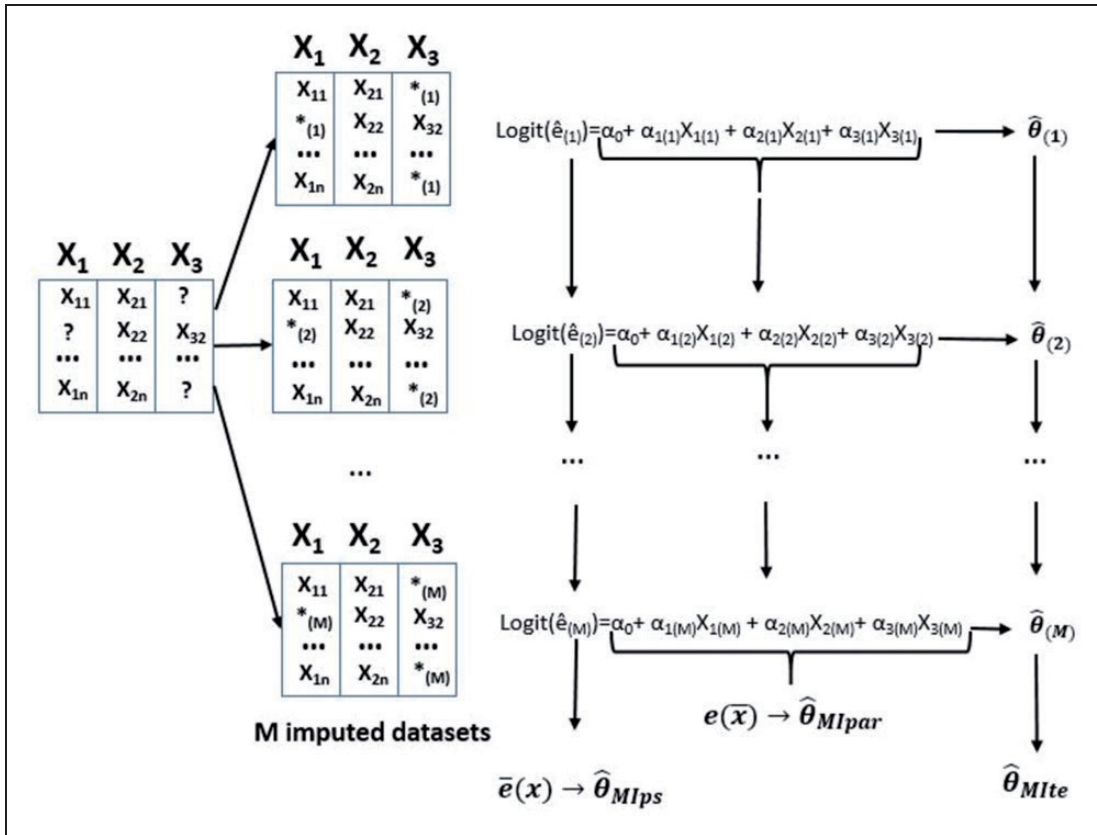 X₁ X₂ X₃
X₁₁ X₂₁ *₍₁₎
*₍₁₎ X₂₂ X₃₂
... ... ...
X₁ₙ X₂ₙ *₍₁₎
X₁ X₂ X₃
X₁₁ X₂₁ ?
? X₂₂ X₃₂
... ... ...
X₁ₙ X₂ₙ ?
X₁ X₂ X₃
X₁₁ X₂₁ *₍₂₎
*₍₂₎ X₂₂ X₃₂
... ... ...
X₁ₙ X₂ₙ *₍₂₎
...
X₁ X₂ X₃
X₁₁ X₂₁ *(M)
*(M) X₂₂ X₃₂
... ... ...
X₁ₙ X₂ₙ *(M)
M imputed datasets
Logit(ê₍₁₎)=α₀+ α₁₍₁₎X₁₍₁₎ + α₂₍₁₎X₂₍₁₎+ α₃₍₁₎X₃₍₁₎ θ̂₍₁₎
Logit(ê₍₂₎)=α₀+ α₁₍₂₎X₁₍₂₎ + α₂₍₂₎X₂₍₂₎+ α₃₍₂₎X₃₍₂₎ θ̂₍₂₎
... ... ...
Logit(ê(M))=α₀+ α₁(M)X₁(M) + α₂(M)X₂(M)+ α₃(M)X₃(M) θ̂(M)
e(x̅) → θ̂MIpar
e̅(x) → θ̂MIps θ̂MIte